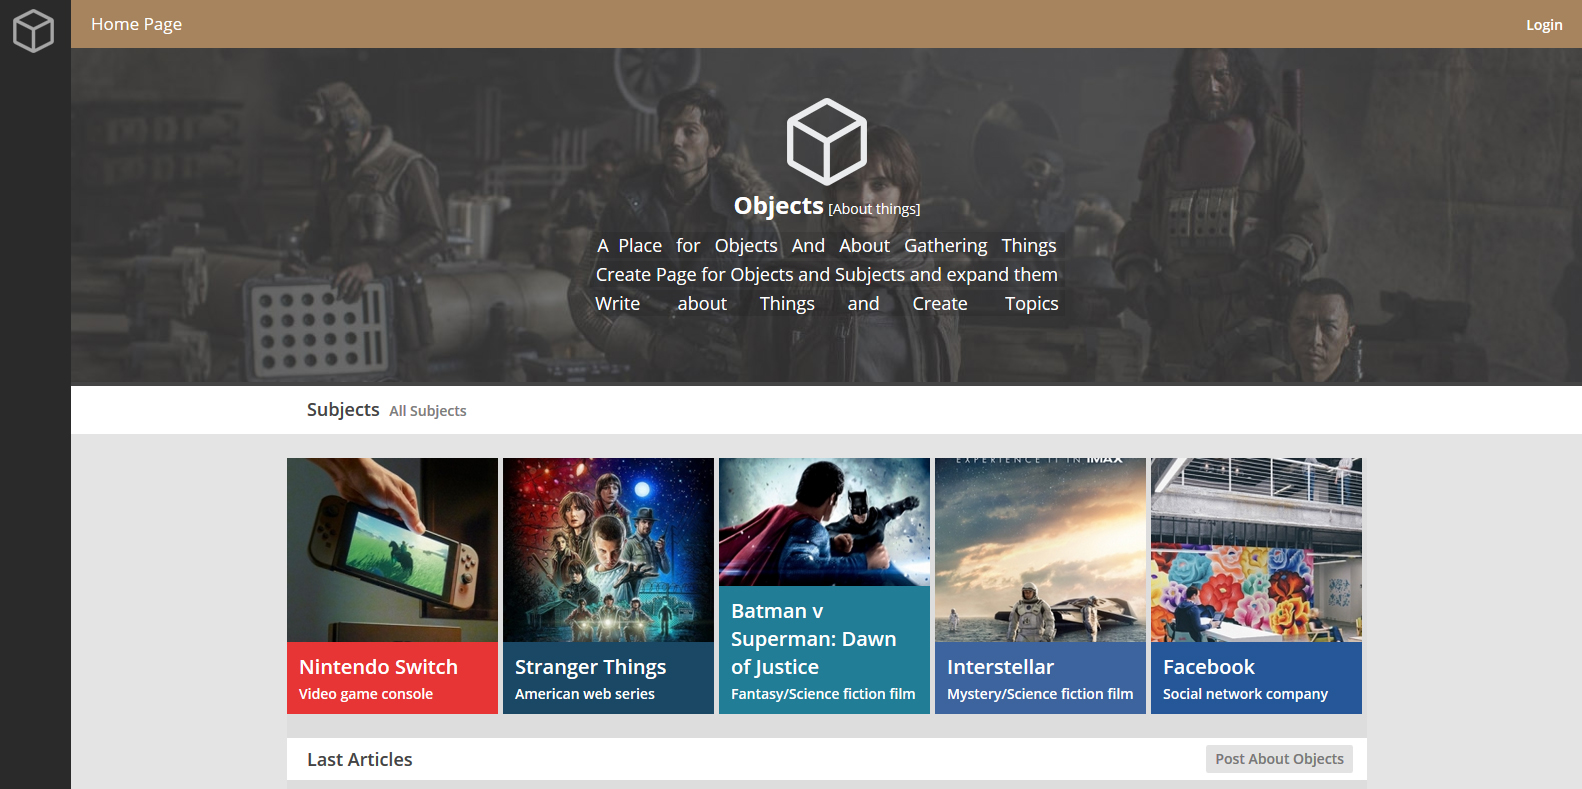 Home Page
Login
Objects [About things]
A Place for Objects And About Gathering Things
Create Page for Objects and Subjects and expand them
Write about Things and Create Topics
Subjects All Subjects
EXPERIENCE IT IN IMAX
Nintendo Switch
Video game console
Stranger Things
American web series
Batman v
Superman: Dawn
of Justice
Fantasy/Science fiction film
Interstellar
Mystery/Science fiction film
Facebook
Social network company
Last Articles
Post About Objects